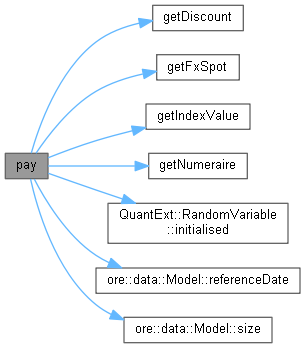 getDiscount
getFxSpot
getIndexValue
pay
getNumeraire
QuantExt::RandomVariable
::initialised
ore::data::Model::referenceDate
ore::data::Model::size